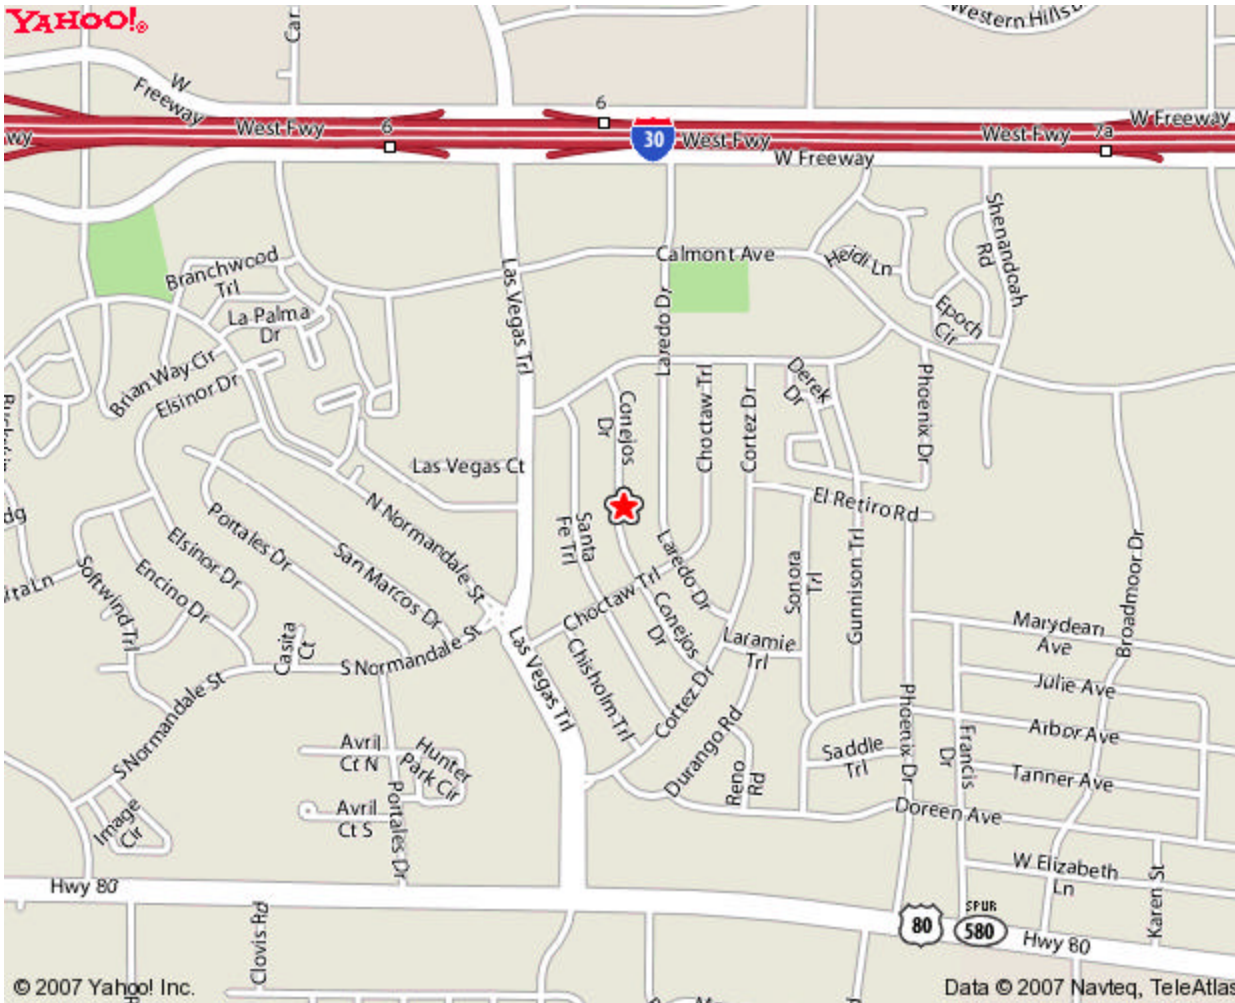 YAHOO!®
Western Hills
Car
W
Freeway
6
W Freeway
wy
West Fwy
6
30
West Fwy
West Fwy
7a
W Freeway
Calmont Ave
Heidi Ln
Shenandoah
Rd
Branchwood
Trl
Las Vegas Trl
Laredo Dr
Epoch
Cir
La Palma
Dr
Brian Way Cir
Elsinor Dr
Conejos
Dr
Choctaw Trl
Cortez Dr
Derek
Dr
Phoenix Dr
Las Vegas Ct
El Retiro Rd
N Normandale St
dg
Portales Dr
San Marcos Dr
Santa
Fe Trl
Laredo Dr
Sonora
Trl
Gunnison Trl
Broadmoor Dr
Elsinor Dr
Encino Dr
Softwind Trl
rta Ln
Choctaw Trl
Conejos
Dr
Casita
Ct
S Normandale St
Las Vegas Trl
Chisholm Trl
Laramie
Trl
Marydean
Ave
Julie Ave
S Normandale St
Cortez Dr
Durango Rd
Phoenix Dr
Francis
Dr
Arbor Ave
Avril
Ct N
Hunter
Park Cir
Saddle
Trl
Reno
Rd
Tanner Ave
Image
Cir
Avril
Ct S
Portales Dr
Doreen Ave
W Elizabeth
Ln
Karen St
Hwy 80
Clovis Rd
80
SPUR
580
Hwy 80
© 2007 Yahoo! Inc.
Data © 2007 Navteq, TeleAtlas